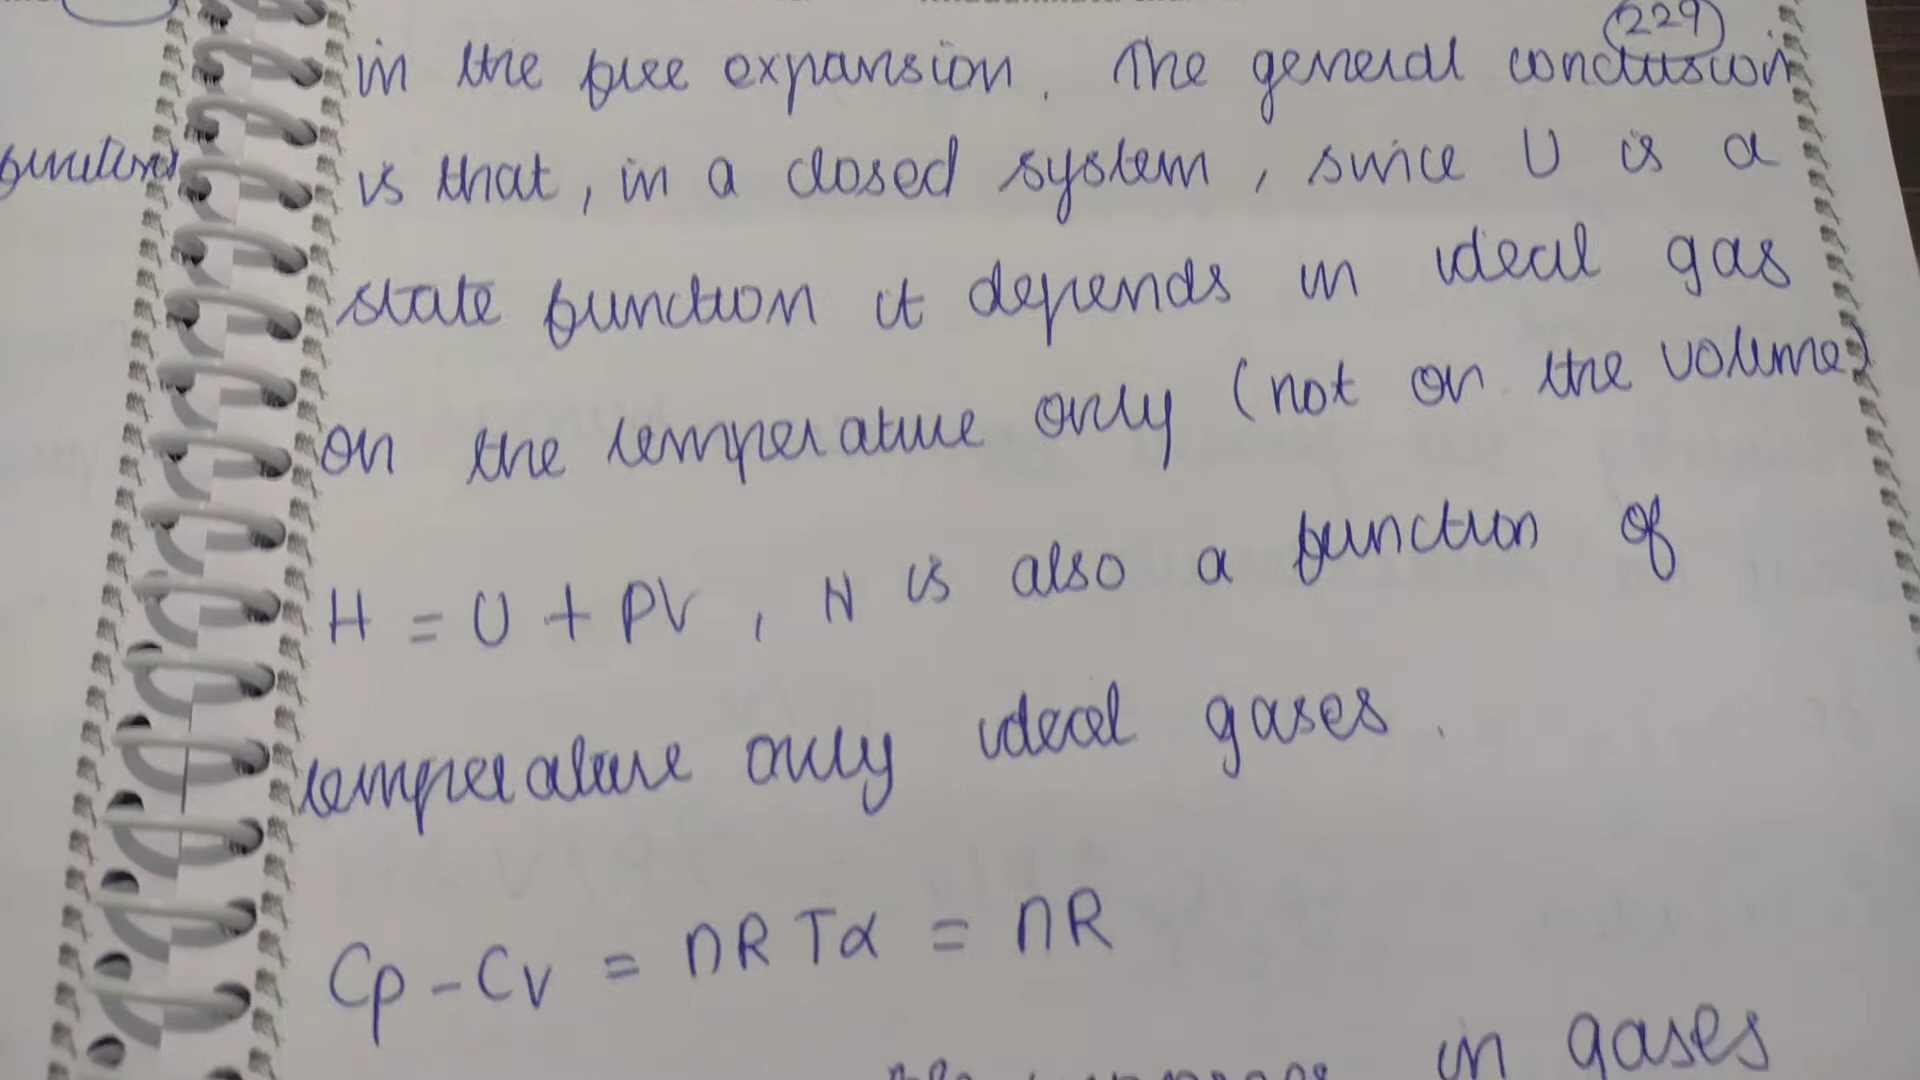 229
in the free expansion. The general conclusion
function
is that, in a closed system, since U is a
state function it depends in ideal gas
on the temperature only (not on the volume)
H = U + PV, H is also a function of
temperature only ideal gases.
Cp - Cv = nRTα = nR
in gases